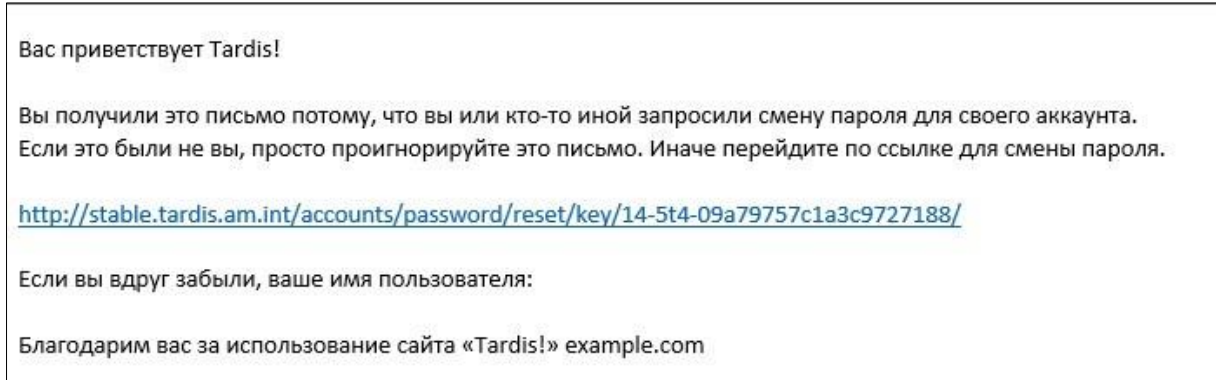 Вас приветствует Tardis!
Вы получили это письмо потому, что вы или кто-то иной запросили смену пароля для своего аккаунта.
Если это были не вы, просто проигнорируйте это письмо. Иначе перейдите по ссылке для смены пароля.
http://stable.tardis.am.int/accounts/password/reset/key/14-5t4-09a79757c1a3c9727188/
Если вы вдруг забыли, ваше имя пользователя:
Благодарим вас за использование сайта «Tardis!» example.com